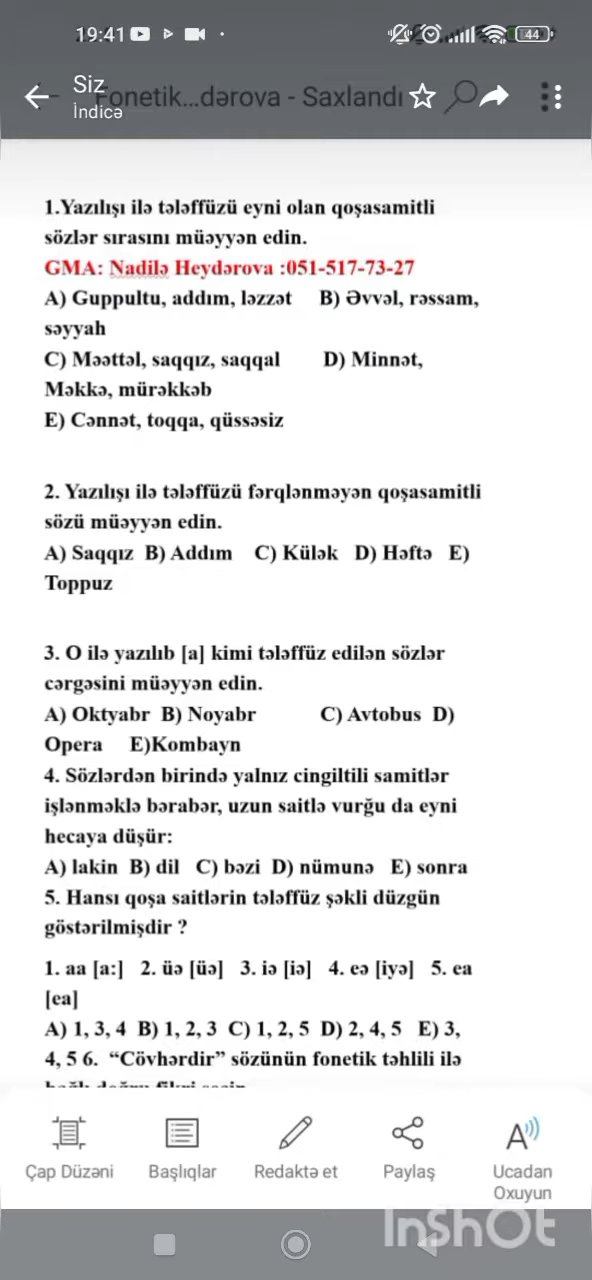 19:41
44
Siz
Fonetik...dərova - Saxlandı
İndicə
1.Yazılışı ilə tələffüzü eyni olan qoşasamitli
sözlər sırasını müəyyən edin.
GMA: Nadilə Heydərova :051-517-73-27
A) Guppultu, addım, ləzzət B) Əvvəl, rəssam,
səyyah
C) Məəttəl, saqqız, saqqal D) Minnət,
Məkkə, mürəkkəb
E) Cənnət, toqqa, qüssəsiz
2. Yazılışı ilə tələffüzü fərqlənməyən qoşasamitli
sözü müəyyən edin.
A) Saqqız B) Addım C) Külək D) Həftə E)
Toppuz
3. O ilə yazılıb [a] kimi tələffüz edilən sözlər
cərgəsini müəyyən edin.
A) Oktyabr B) Noyabr C) Avtobus D)
Opera E)Kombayn
4. Sözlərdən birində yalnız cingiltili samitlər
işlənməklə bərabər, uzun saitlə vurğu da eyni
hecaya düşür:
A) lakin B) dil C) bəzi D) nümunə E) sonra
5. Hansı qoşa saitlərin tələffüz şəkli düzgün
göstərilmişdir ?
1. aa [a:] 2. üə [üə] 3. iə [iə] 4. eə [iyə] 5. ea
[ea]
A) 1, 3, 4 B) 1, 2, 3 C) 1, 2, 5 D) 2, 4, 5 E) 3,
4, 5 6. “Cövhərdir” sözünün fonetik təhlili ilə
Çap Düzəni Başlıqlar Redaktə et Paylaş Ucadan
Oxuyun
InShOt